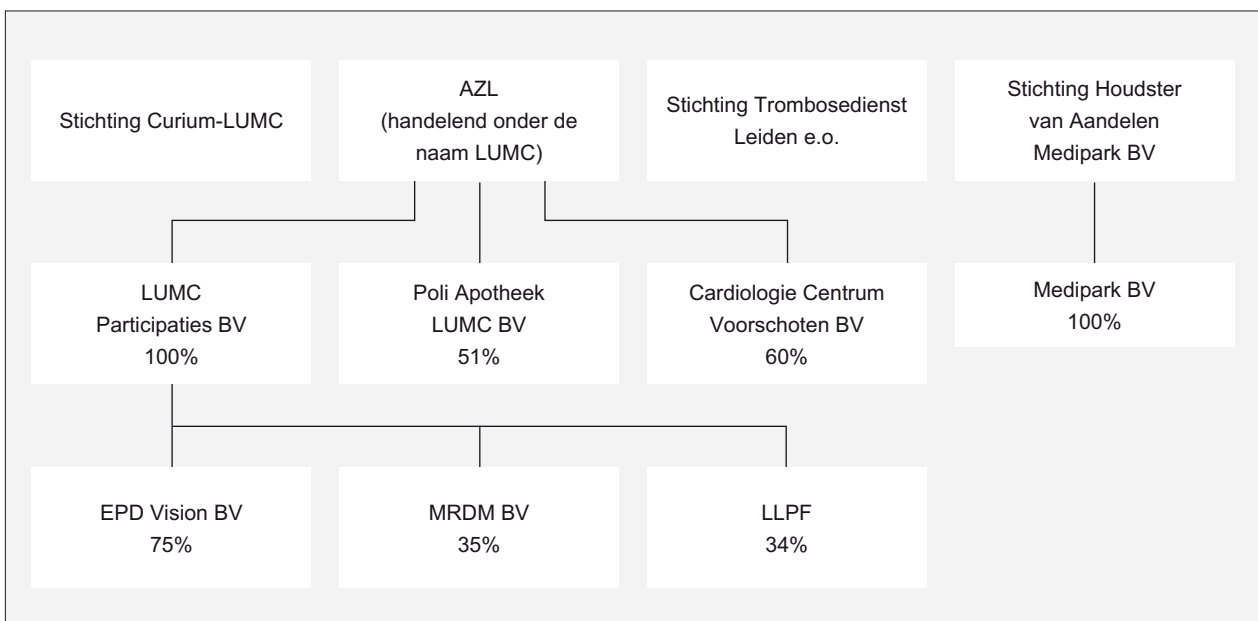 Stichting Curium-LUMC
AZL
(handelend onder de
naam LUMC)
Stichting Trombosedienst
Leiden e.o.
Stichting Houdster
van Aandelen
Medipark BV
LUMC
Participaties BV
100%
Poli Apotheek
LUMC BV
51%
Cardiologie Centrum
Voorschoten BV
60%
Medipark BV
100%
EPD Vision BV
75%
MRDM BV
35%
LLPF
34%